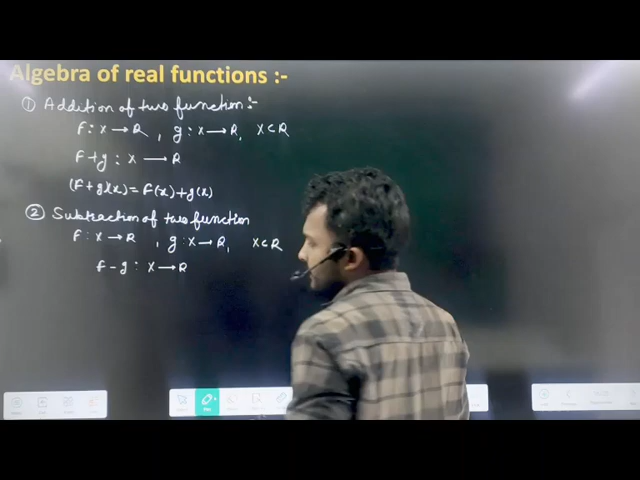 Algebra of real functions :-
① Addition of two function:-
F: X → R, g: X → R, X ⊂ R
F+g : X → R
(F+g)(x) = F(x)+g(x)
② Subtraction of two function
F: X → R, g: X → R, X ⊂ R
F-g : X → R